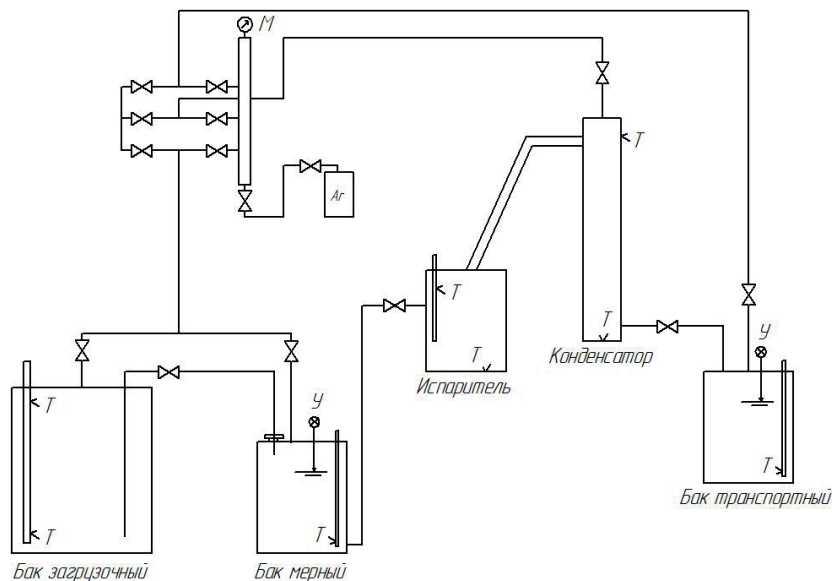 М
Ar
Т
Т
Т
Т
У
Конденсатор
Испаритель
Т
У
Т
Бак транспортный
Т
Т
Бак загрузочный
Бак мерный